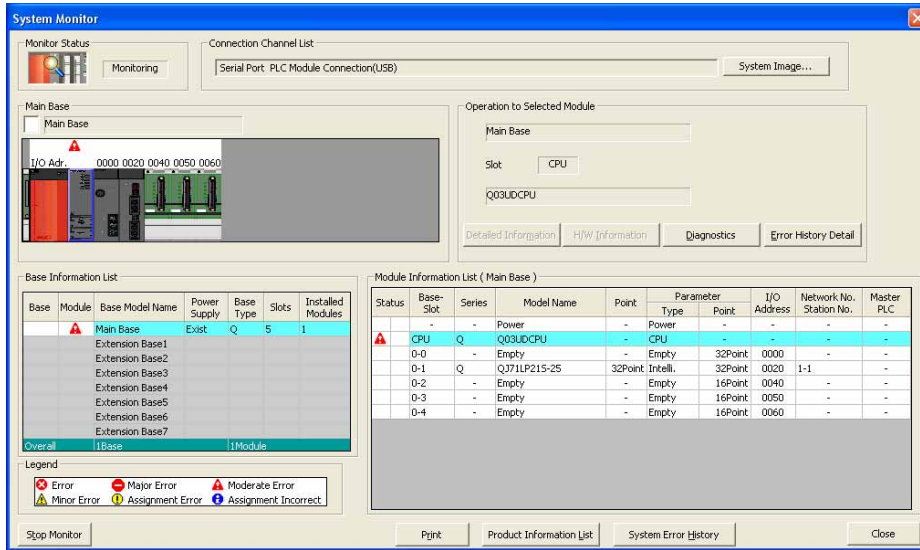 System Monitor
Monitor Status
Monitoring
Connection Channel List
Serial Port PLC Module Connection(USB)
System Image...
Main Base
Main Base
I/O Adr. 0000 0020 0040 0050 0060
Operation to Selected Module
Main Base
Slot CPU
Q03UDCPU
Detailed Information H/W Information Diagnostics Error History Detail
Base Information List
Base Module Base Model Name Power Supply Base Type Slots Installed Modules
Main Base Exist Q 5 1
Extension Base1
Extension Base2
Extension Base3
Extension Base4
Extension Base5
Extension Base6
Extension Base7
Overall 1Base 1Module
Module Information List ( Main Base )
Status Base-Slot Series Model Name Point Parameter Type Point I/O Address Network No. Station No. Master PLC
- - Power - Power - - - -
CPU Q Q03UDCPU - CPU - - - -
0-0 - Empty - Empty 32Point 0000 - -
0-1 Q QJ71LP21S-25 32Point Intelli. 32Point 0020 1-1 -
0-2 - Empty - Empty 16Point 0040 - -
0-3 - Empty - Empty 16Point 0050 - -
0-4 - Empty - Empty 16Point 0060 - -
Legend
Error Major Error Moderate Error
Minor Error Assignment Error Assignment Incorrect
Stop Monitor Print Product Information List System Error History Close